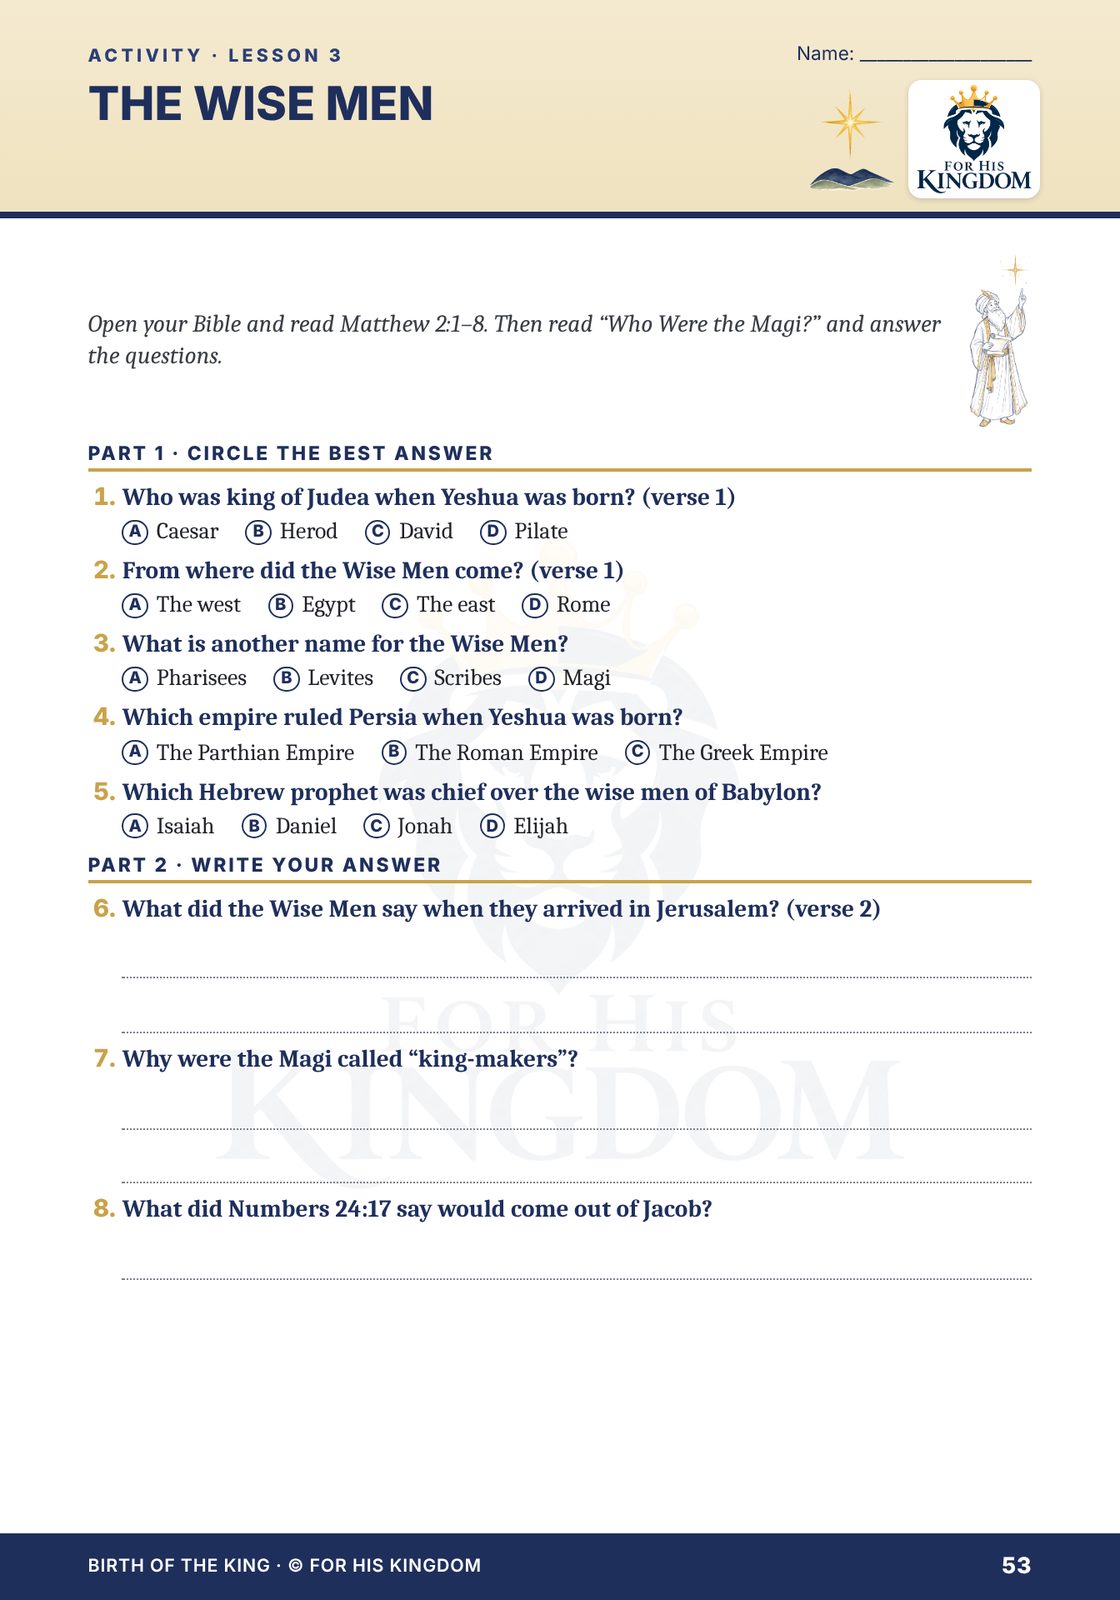 ACTIVITY · LESSON 3
Name: ____________________
THE WISE MEN
FOR HIS
KINGDOM
Open your Bible and read Matthew 2:1–8. Then read “Who Were the Magi?” and answer
the questions.
PART 1 · CIRCLE THE BEST ANSWER
1. Who was king of Judea when Yeshua was born? (verse 1)
A Caesar B Herod C David D Pilate
2. From where did the Wise Men come? (verse 1)
A The west B Egypt C The east D Rome
3. What is another name for the Wise Men?
A Pharisees B Levites C Scribes D Magi
4. Which empire ruled Persia when Yeshua was born?
A The Parthian Empire B The Roman Empire C The Greek Empire
5. Which Hebrew prophet was chief over the wise men of Babylon?
A Isaiah B Daniel C Jonah D Elijah
PART 2 · WRITE YOUR ANSWER
6. What did the Wise Men say when they arrived in Jerusalem? (verse 2)
FOR HIS
7. Why were the Magi called “king-makers”?
KINGDOM
8. What did Numbers 24:17 say would come out of Jacob?
BIRTH OF THE KING · © FOR HIS KINGDOM
53